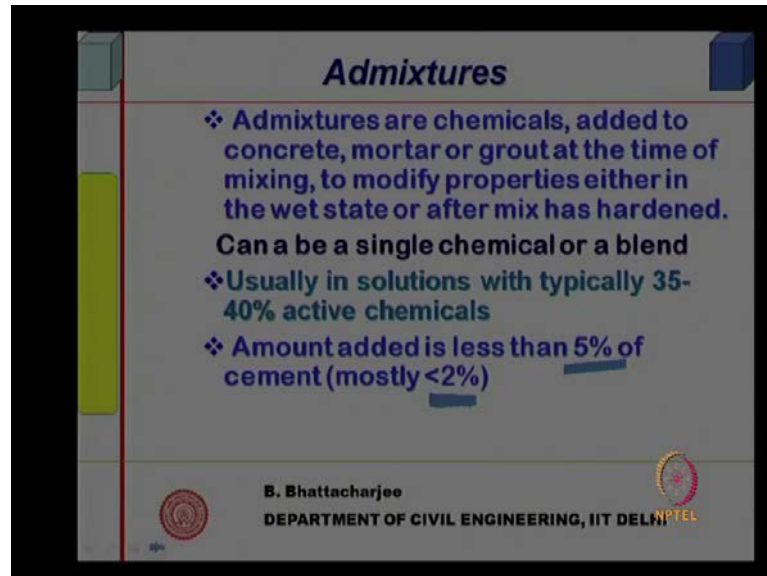 Admixtures
❖ Admixtures are chemicals, added to
concrete, mortar or grout at the time of
mixing, to modify properties either in
the wet state or after mix has hardened.
Can a be a single chemical or a blend
❖Usually in solutions with typically 35-
40% active chemicals
❖ Amount added is less than 5% of
cement (mostly <2%)
B. Bhattacharjee
DEPARTMENT OF CIVIL ENGINEERING, IIT DELHI
NPTEL